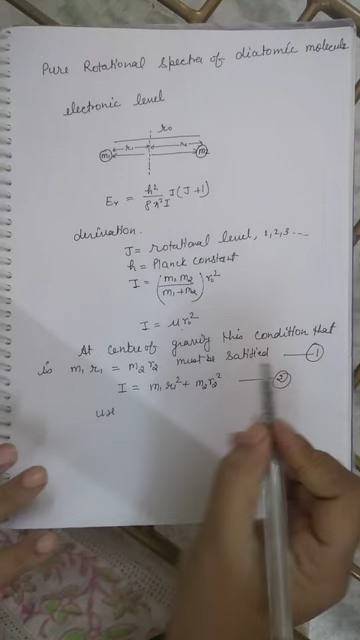 Pure Rotational Spectra of diatomic molecule
electronic level
r₀
m₁ r₁ r₂ m₂
Er = h²/8π²I J(J+1)
derivation.
J = rotational level, 1,2,3 ....
h = Planck constant
I = (m₁ m₂/m₁+m₂) r₀²
I = μr₀²
At centre of gravity this condition that
is m₁ r₁ = m₂ r₂ must be satisfied — 1
I = m₁ r₁² + m₂ r₂² — 2
use